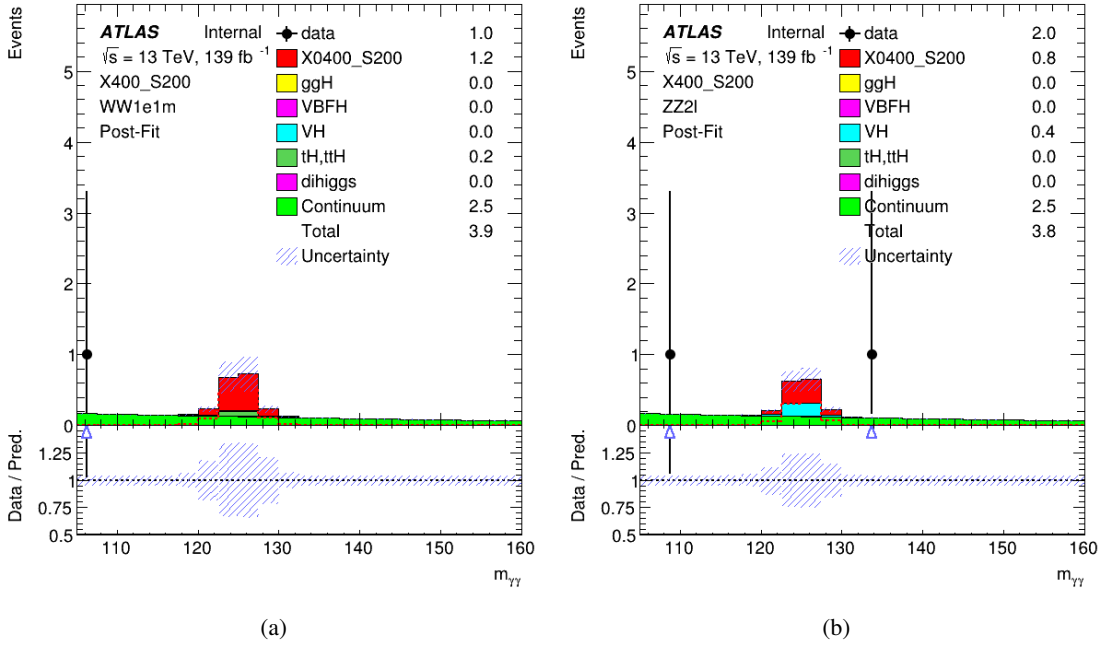 Events
ATLAS Internal
√s = 13 TeV, 139 fb -1
X400_S200
WW1e1m
Post-Fit
data 1.0
X0400_S200 1.2
ggH 0.0
VBFH 0.0
VH 0.0
tH,ttH 0.2
dihiggs 0.0
Continuum 2.5
Total 3.9
Uncertainty
5
4
3
2
1
0
Data / Pred.
1.25
1
0.75
0.5
110 120 130 140 150 160
mγγ
(a)
Events
ATLAS Internal
√s = 13 TeV, 139 fb -1
X400_S200
ZZ2l
Post-Fit
data 2.0
X0400_S200 0.8
ggH 0.0
VBFH 0.0
VH 0.4
tH,ttH 0.0
dihiggs 0.0
Continuum 2.5
Total 3.8
Uncertainty
5
4
3
2
1
0
Data / Pred.
1.25
1
0.75
0.5
110 120 130 140 150 160
mγγ
(b)